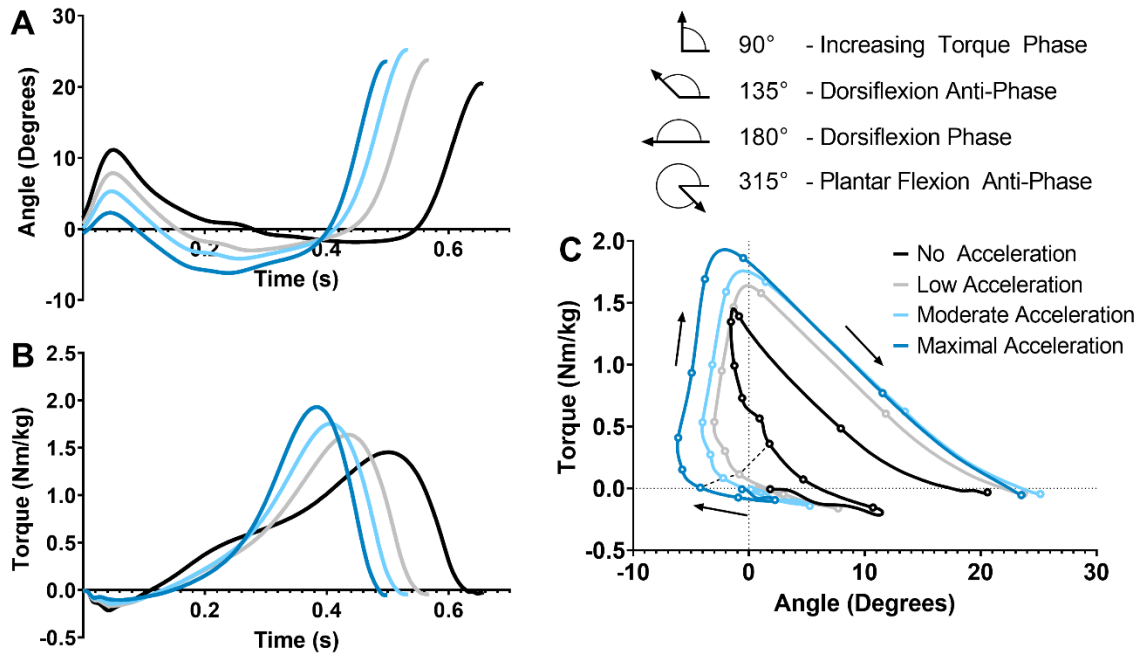 A
Angle (Degrees)
30
20
10
0
-10
0.2
0.4
0.6
Time (s)
90° - Increasing Torque Phase
135° - Dorsiflexion Anti-Phase
180° - Dorsiflexion Phase
315° - Plantar Flexion Anti-Phase
B
Torque (Nm/kg)
2.5
2.0
1.5
1.0
0.5
0.0
-0.5
0.2
0.4
0.6
Time (s)
C
No Acceleration
Low Acceleration
Moderate Acceleration
Maximal Acceleration
Torque (Nm/kg)
2.0
1.5
1.0
0.5
0.0
-0.5
-10
0
10
20
30
Angle (Degrees)